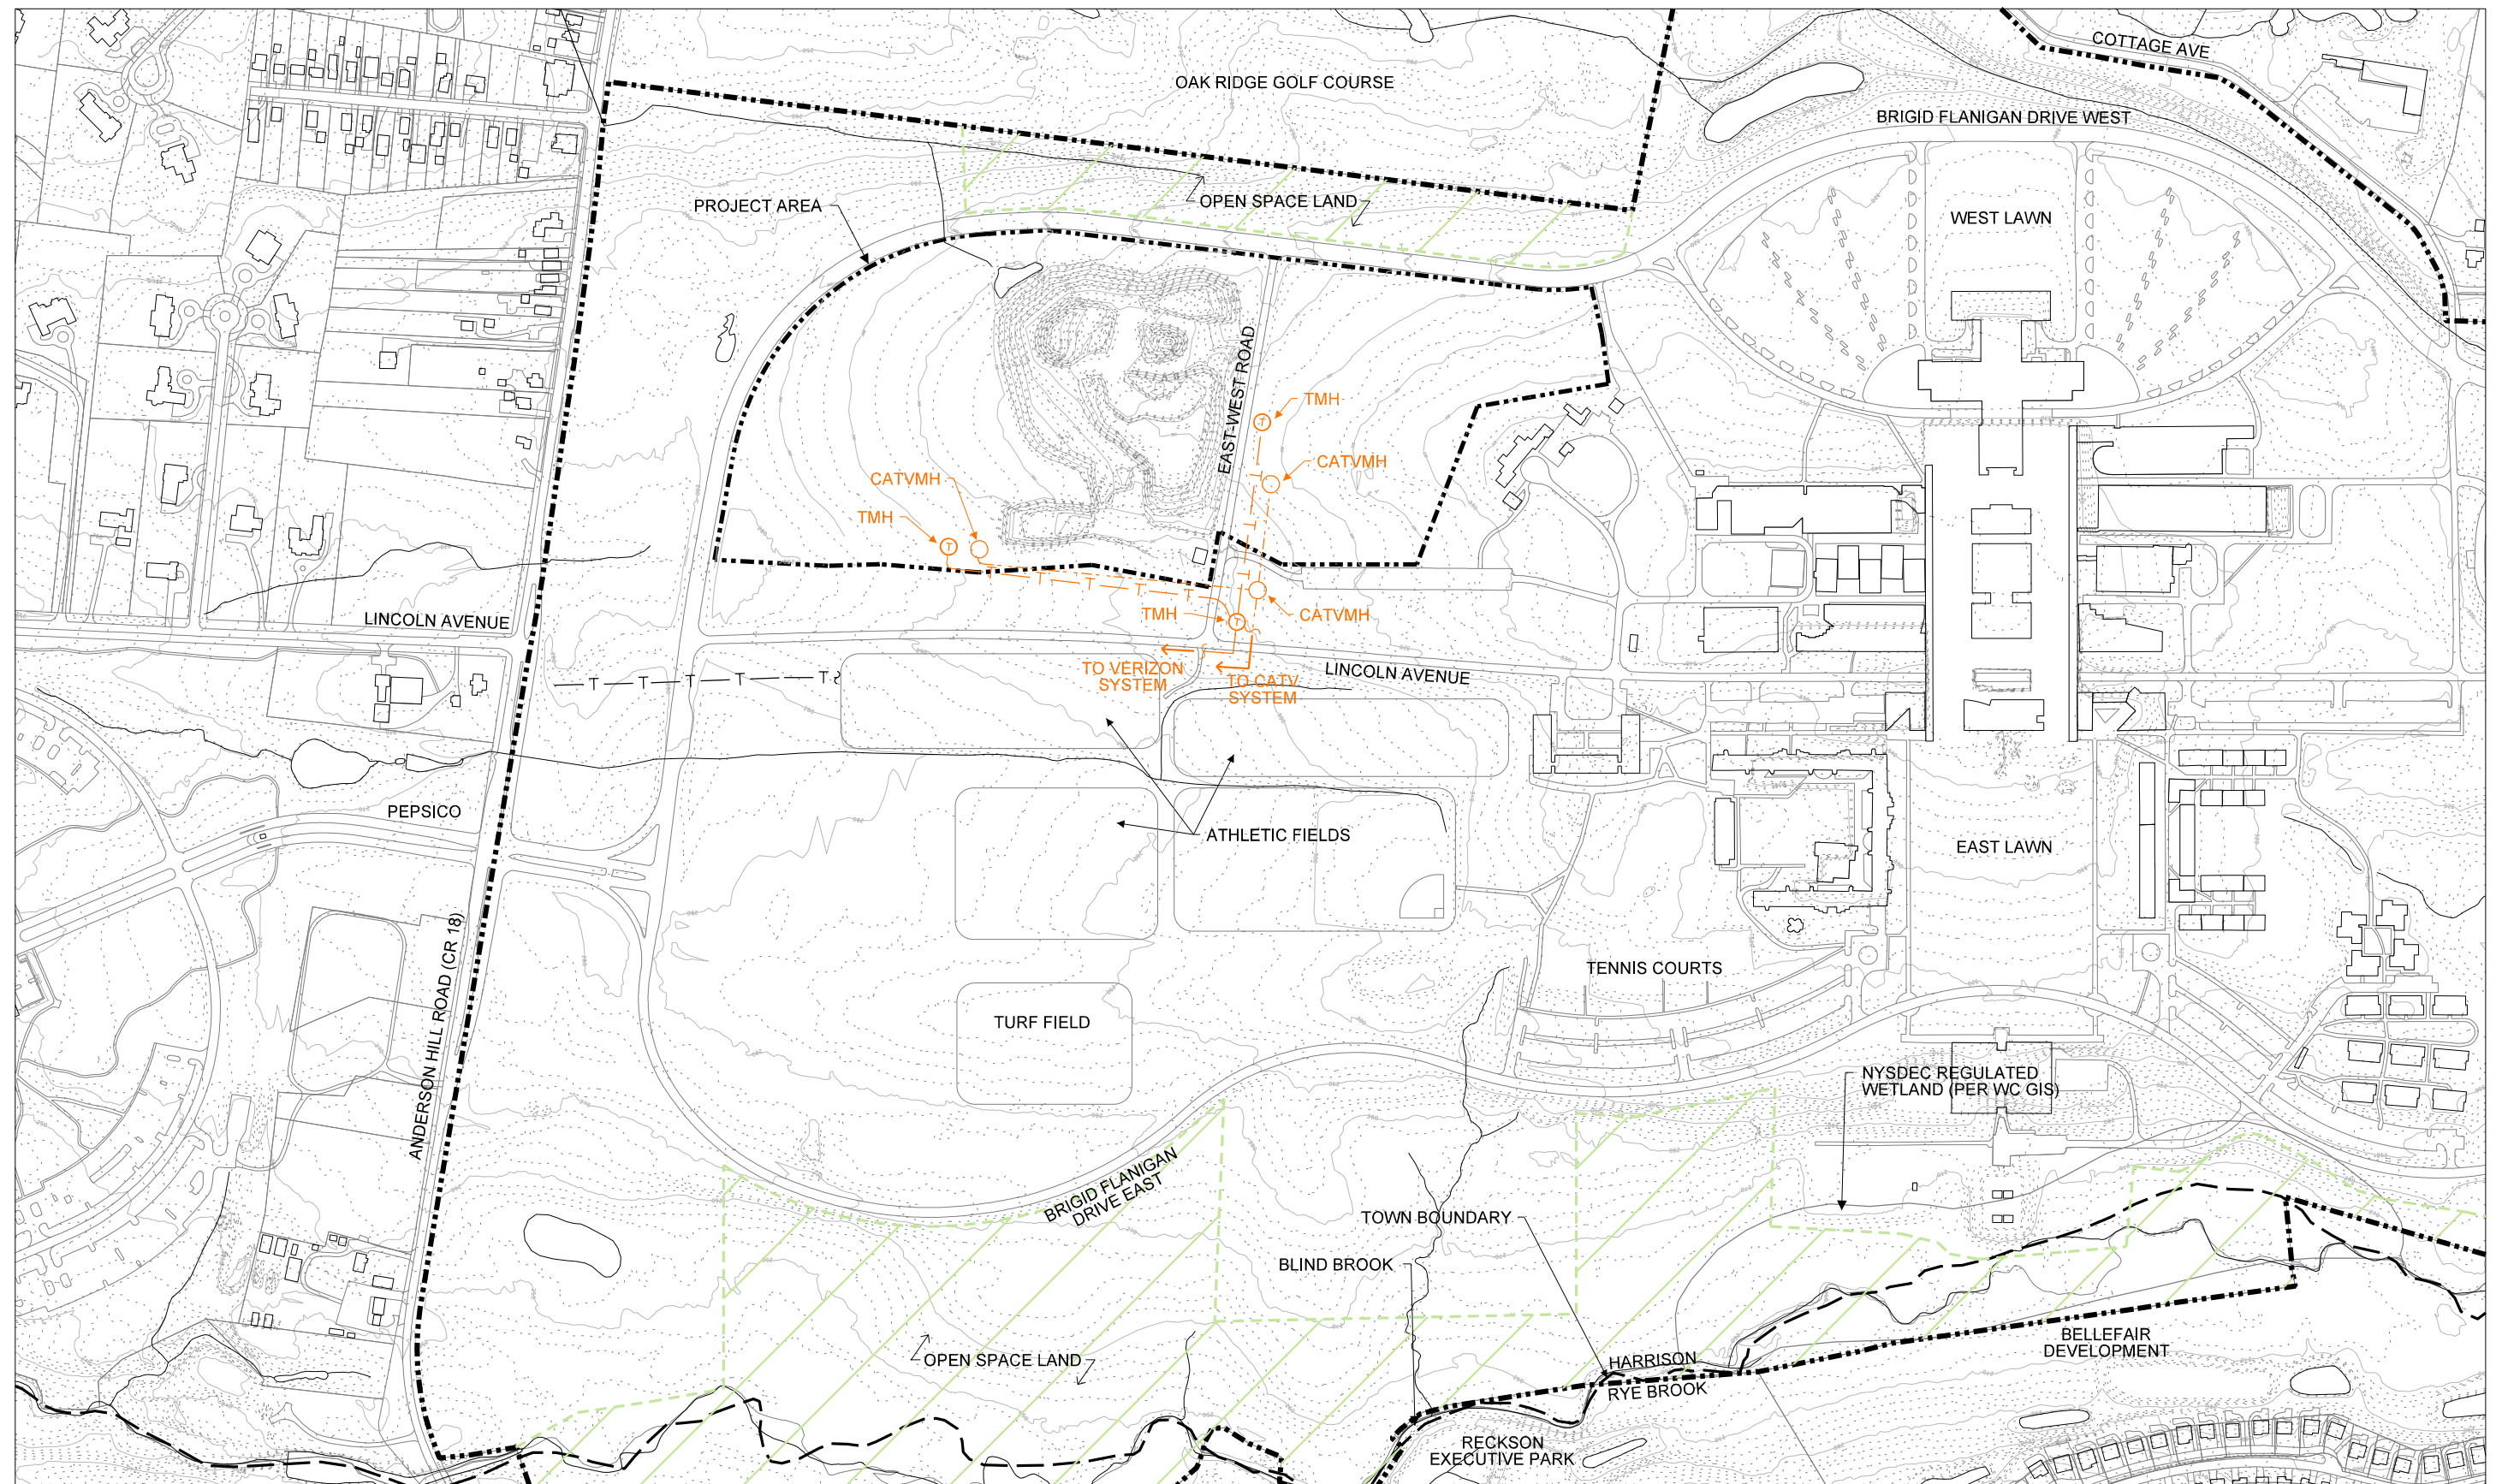 COTTAGE AVE
OAK RIDGE GOLF COURSE
BRIGID FLANIGAN DRIVE WEST
PROJECT AREA
OPEN SPACE LAND
WEST LAWN
EAST-WEST ROAD
TMH
CATVMH
CATVMH
TMH
T
T
LINCOLN AVENUE
T
T
T
T
TMH
T
CATVMH
TO VERIZON
SYSTEM
TO CATV
SYSTEM
LINCOLN AVENUE
T
T
T
T
T
PEPSICO
ATHLETIC FIELDS
EAST LAWN
ANDERSON HILL ROAD (CR 18)
TENNIS COURTS
TURF FIELD
NYSDEC REGULATED
WETLAND (PER WC GIS)
BRIGID FLANIGAN
DRIVE EAST
TOWN BOUNDARY
BLIND BROOK
OPEN SPACE LAND
HARRISON
RYE BROOK
BELLEFAIR
DEVELOPMENT
RECKSON
EXECUTIVE PARK